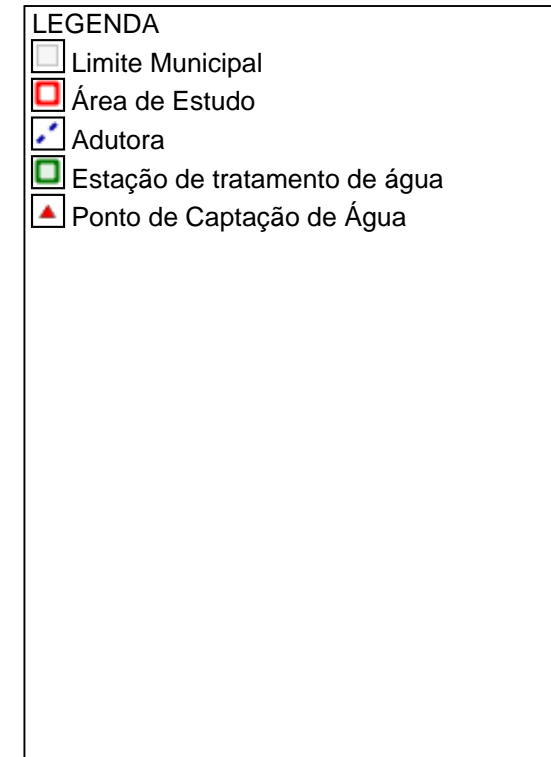 LEGENDA
Limite Municipal
Área de Estudo
Adutora
Estação de tratamento de água
Ponto de Captação de Água